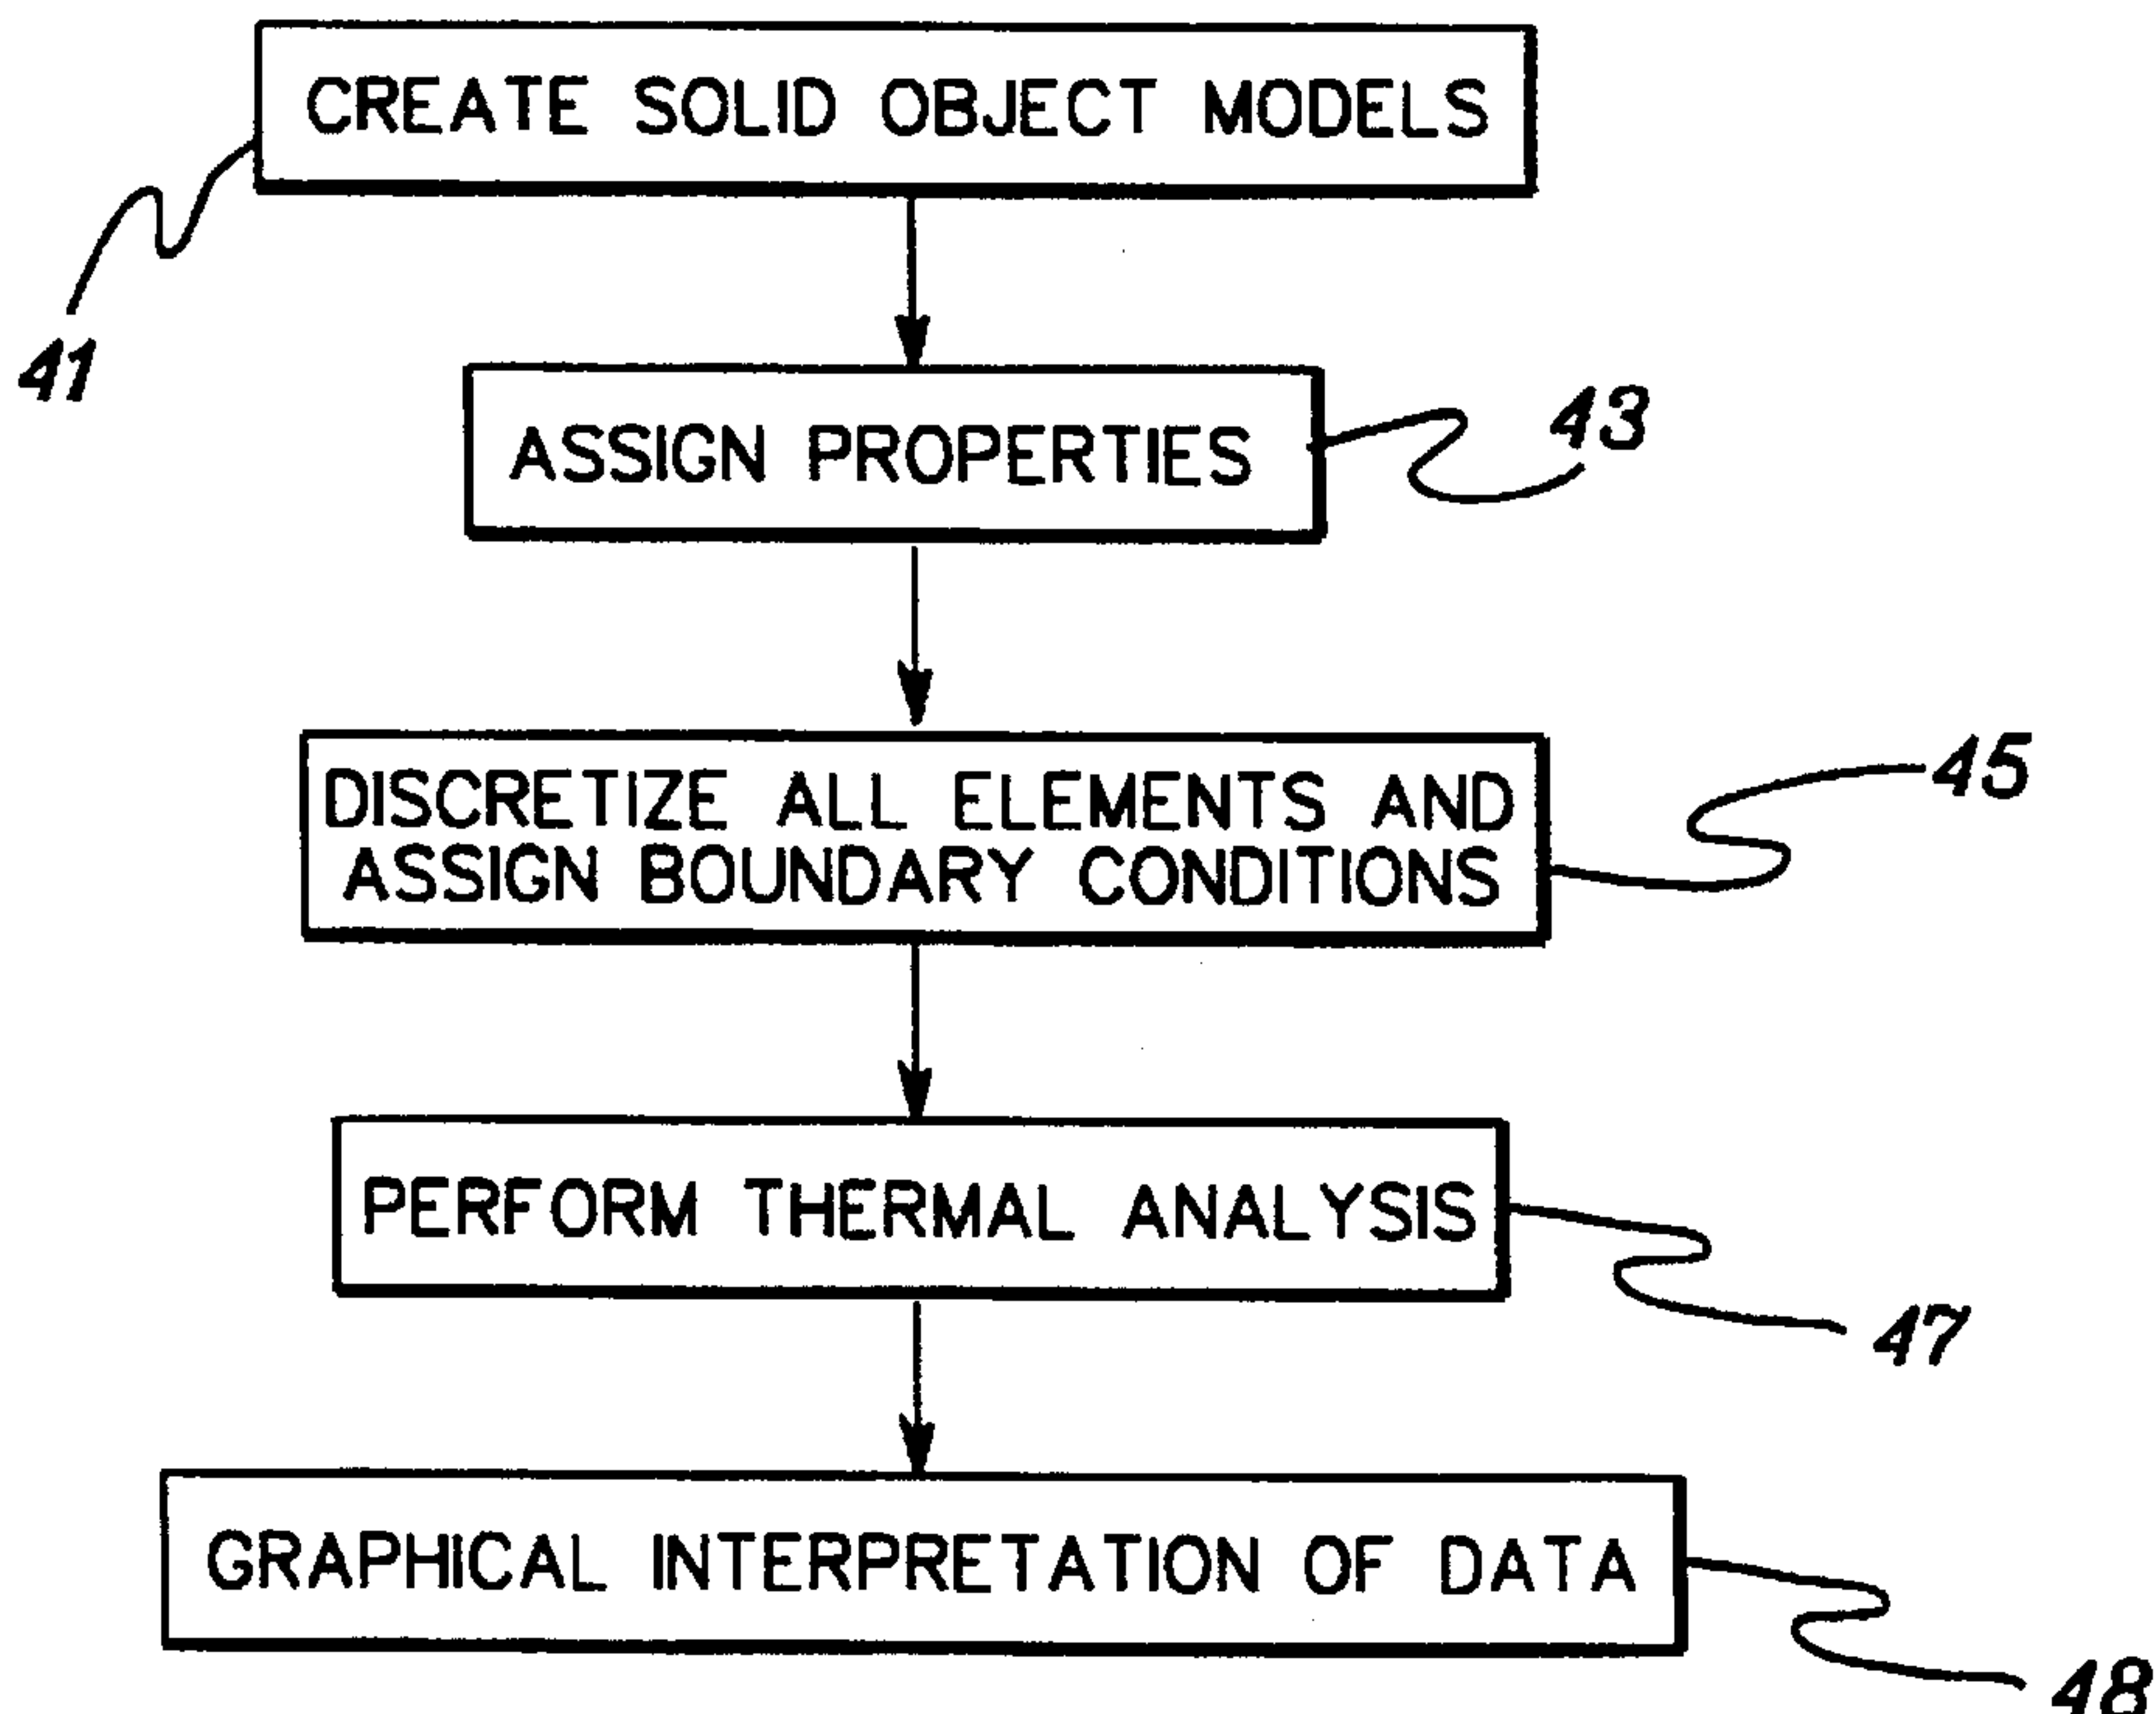 CREATE SOLID OBJECT MODELS
41
ASSIGN PROPERTIES
43
DISCRETIZE ALL ELEMENTS AND
ASSIGN BOUNDARY CONDITIONS
45
PERFORM THERMAL ANALYSIS
47
GRAPHICAL INTERPRETATION OF DATA
48